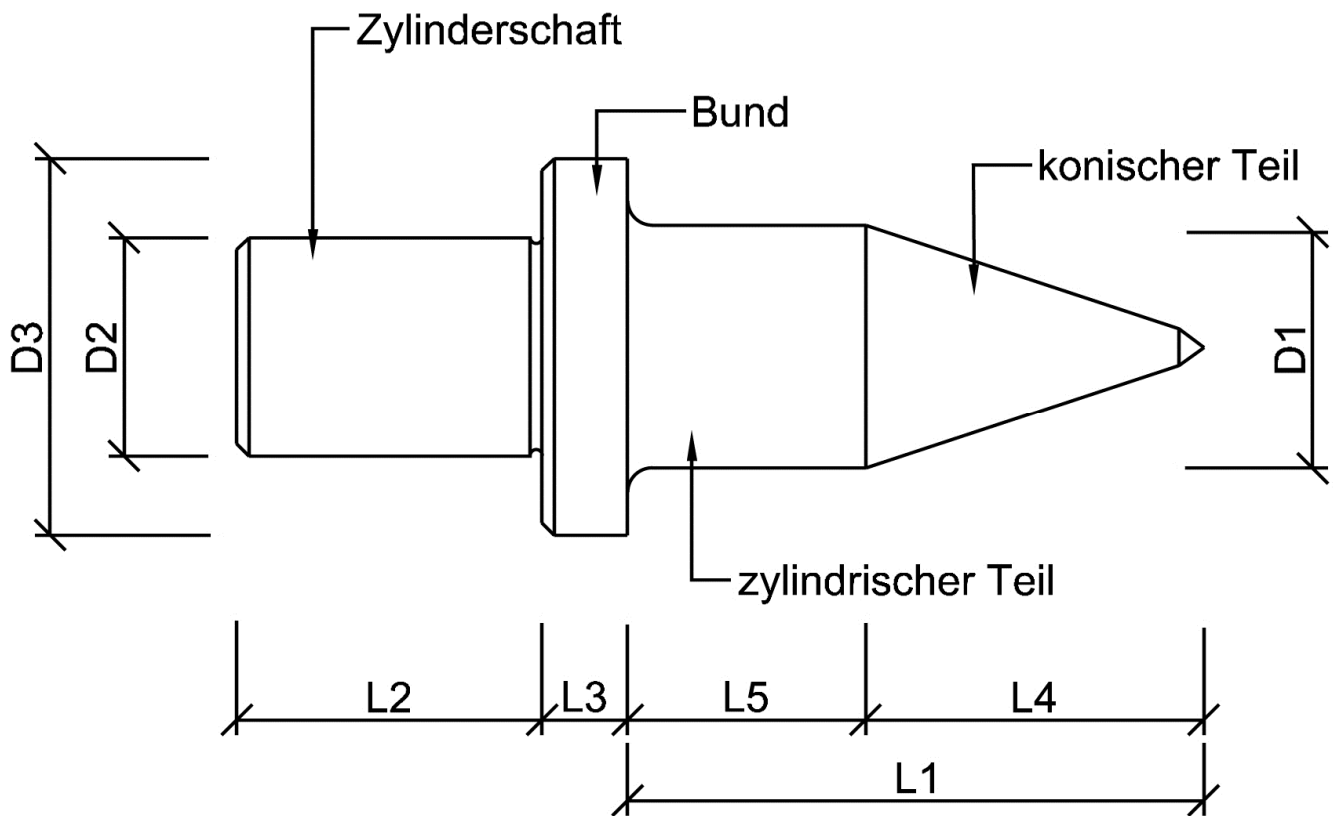 Zylinderschaft
Bund
konischer Teil
D3
D2
D1
zylindrischer Teil
L2
L3
L5
L4
L1